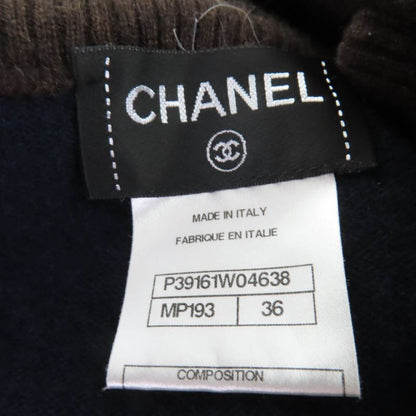 CHANEL
MADE IN ITALY
FABRIQUE EN ITALIE
P39161W04638
MP193 36
COMPOSITION